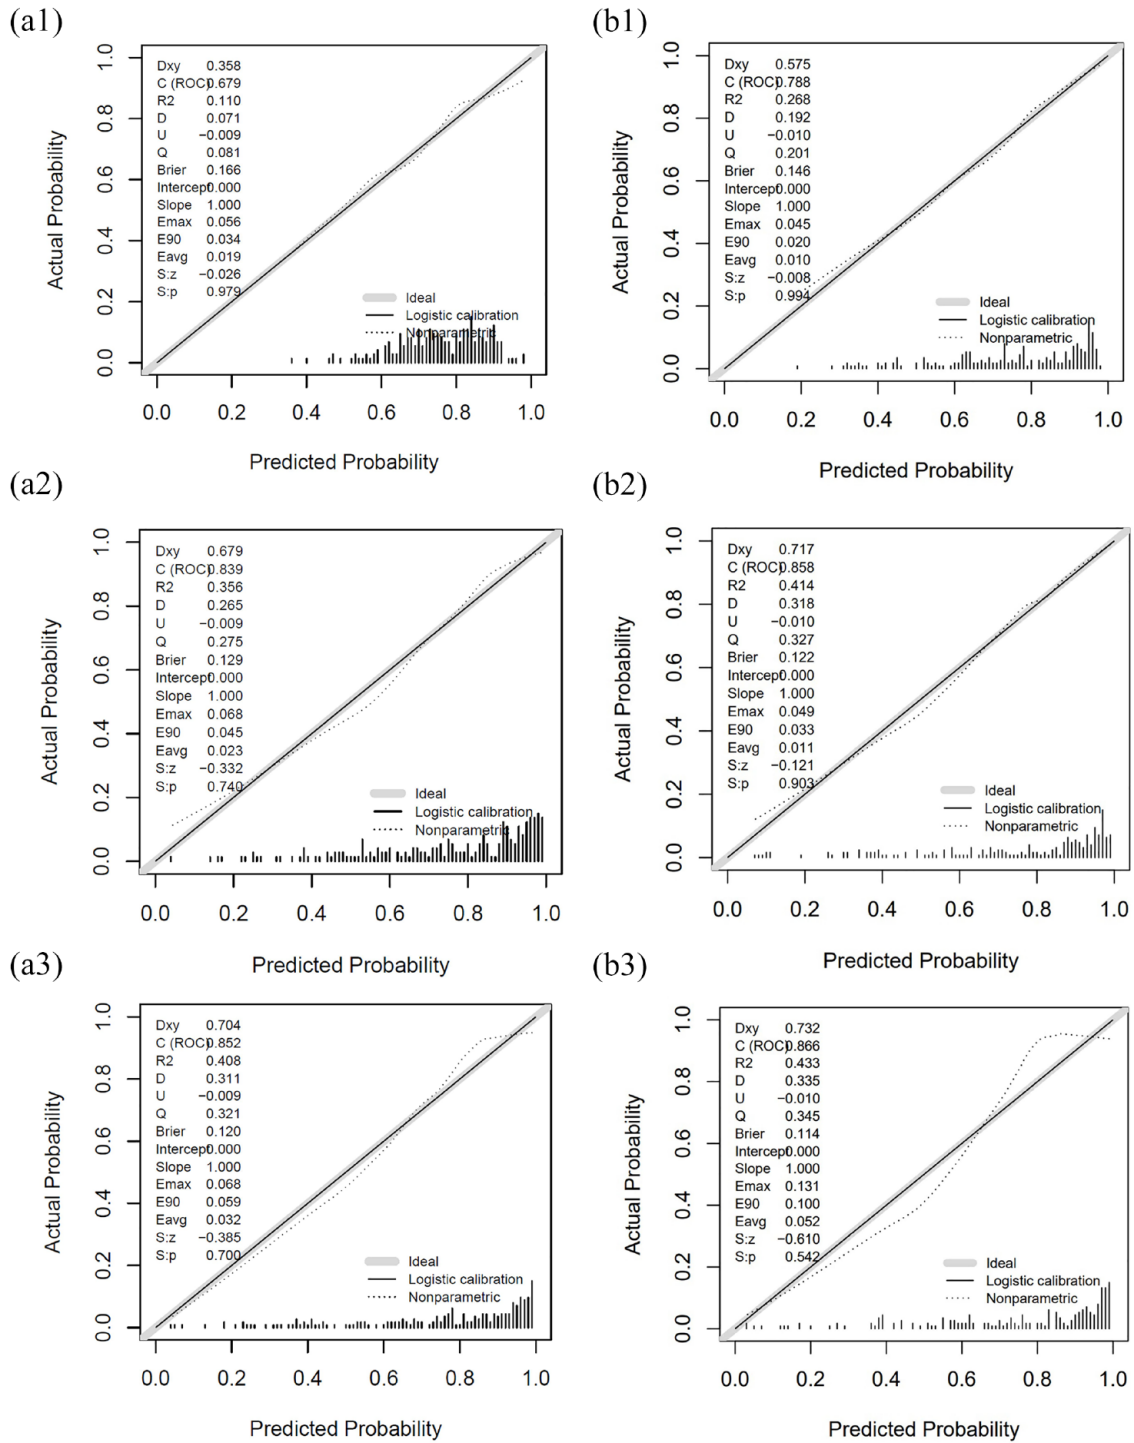 (a1)
Dxy 0.358
C (ROC) 0.679
R2 0.110
D 0.071
U −0.009
Q 0.081
Brier 0.166
Intercept 0.000
Slope 1.000
Emax 0.056
E90 0.034
Eavg 0.019
S:z −0.026
S:p 0.979
Ideal
Logistic calibration
Nonparametric
Actual Probability
0.0 0.2 0.4 0.6 0.8 1.0
0.0 0.2 0.4 0.6 0.8 1.0
Predicted Probability
(b1)
Dxy 0.575
C (ROC) 0.788
R2 0.268
D 0.192
U −0.010
Q 0.201
Brier 0.146
Intercept 0.000
Slope 1.000
Emax 0.045
E90 0.020
Eavg 0.010
S:z −0.008
S:p 0.994
Ideal
Logistic calibration
Nonparametric
Actual Probability
0.0 0.2 0.4 0.6 0.8 1.0
0.0 0.2 0.4 0.6 0.8 1.0
Predicted Probability
(a2)
Dxy 0.679
C (ROC) 0.839
R2 0.356
D 0.265
U −0.009
Q 0.275
Brier 0.129
Intercept 0.000
Slope 1.000
Emax 0.068
E90 0.045
Eavg 0.023
S:z −0.332
S:p 0.740
Ideal
Logistic calibration
Nonparametric
Actual Probability
0.0 0.2 0.4 0.6 0.8 1.0
0.0 0.2 0.4 0.6 0.8 1.0
Predicted Probability
(b2)
Dxy 0.717
C (ROC) 0.858
R2 0.414
D 0.318
U −0.010
Q 0.327
Brier 0.122
Intercept 0.000
Slope 1.000
Emax 0.049
E90 0.033
Eavg 0.011
S:z −0.121
S:p 0.903
Ideal
Logistic calibration
Nonparametric
Actual Probability
0.0 0.2 0.4 0.6 0.8 1.0
0.0 0.2 0.4 0.6 0.8 1.0
Predicted Probability
(a3)
Dxy 0.704
C (ROC) 0.852
R2 0.408
D 0.311
U −0.009
Q 0.321
Brier 0.120
Intercept 0.000
Slope 1.000
Emax 0.068
E90 0.059
Eavg 0.032
S:z −0.385
S:p 0.700
Ideal
Logistic calibration
Nonparametric
Actual Probability
0.0 0.2 0.4 0.6 0.8 1.0
0.0 0.2 0.4 0.6 0.8 1.0
Predicted Probability
(b3)
Dxy 0.732
C (ROC) 0.866
R2 0.433
D 0.335
U −0.010
Q 0.345
Brier 0.114
Intercept 0.000
Slope 1.000
Emax 0.131
E90 0.100
Eavg 0.052
S:z −0.610
S:p 0.542
Ideal
Logistic calibration
Nonparametric
Actual Probability
0.0 0.2 0.4 0.6 0.8 1.0
0.0 0.2 0.4 0.6 0.8 1.0
Predicted Probability